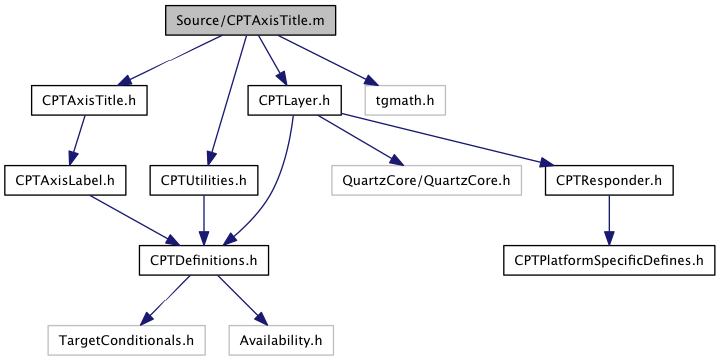 Source/CPTAxisTitle.m
CPTAxisTitle.h
CPTLayer.h
tgmath.h
CPTAxisLabel.h
CPTUtilities.h
QuartzCore/QuartzCore.h
CPTResponder.h
CPTDefinitions.h
CPTPlatformSpecificDefines.h
TargetConditionals.h
Availability.h